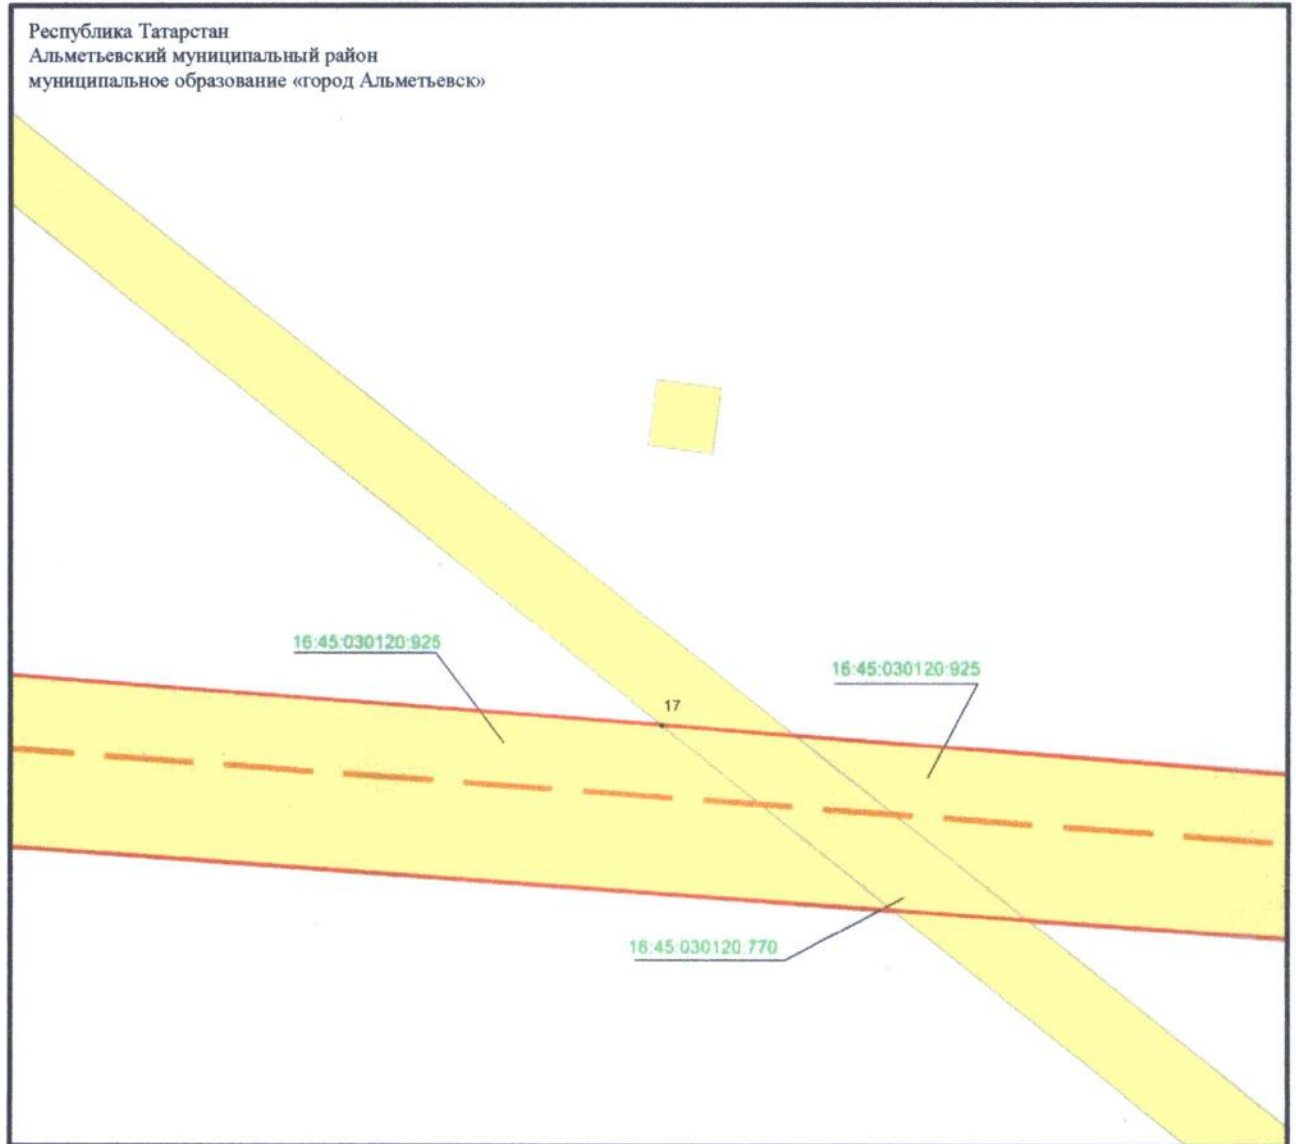 Республика Татарстан
Альметьевский муниципальный район
муниципальное образование «город Альметьевск»
16:45:030120:925
16:45:030120:925
17
16:45:030120:770